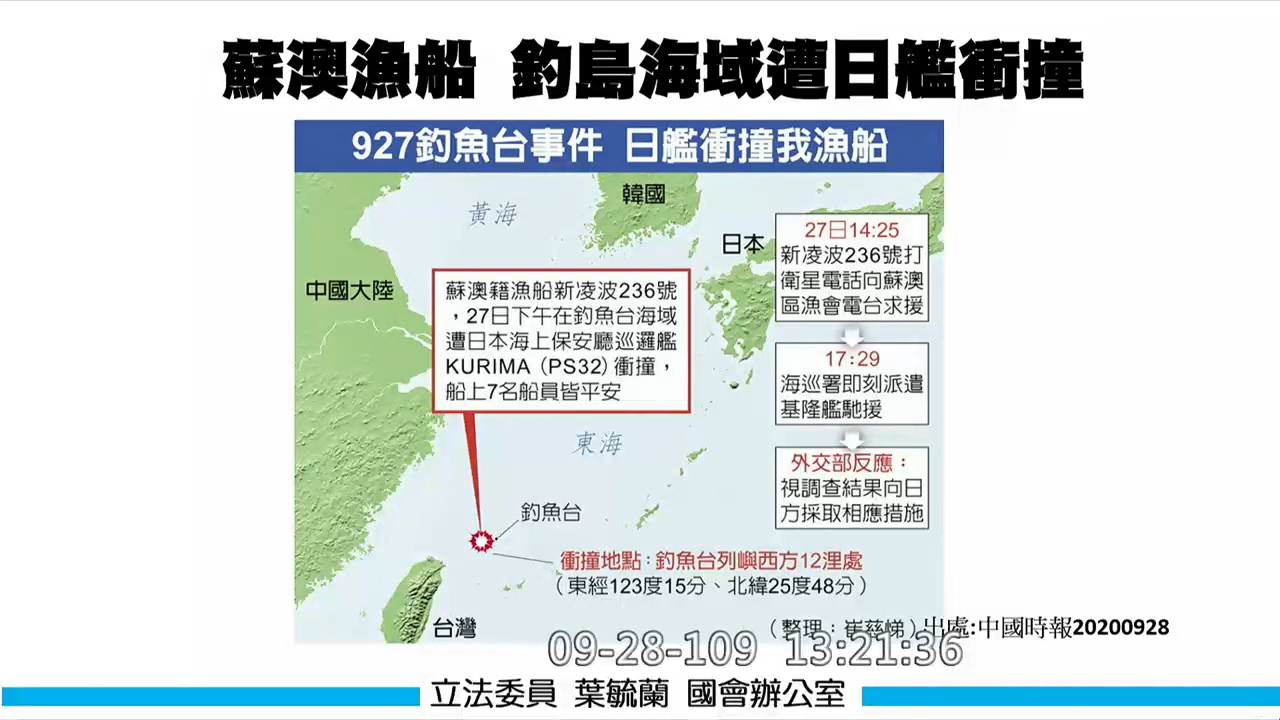 蘇澳漁船 釣島海域遭日艦衝撞
927釣魚台事件 日艦衝撞我漁船
韓國
黃海
日本
中國大陸
蘇澳籍漁船新凌波236號
，27日下午在釣魚台海域
遭日本海上保安廳巡邏艦
KURIMA（PS32）衝撞，
船上7名船員皆平安
27日14:25
新凌波236號打
衛星電話向蘇澳
區漁會電台求援
17:29
海巡署即刻派遣
基隆艦馳援
外交部反應：
視調查結果向日
方採取相應措施
東海
釣魚台
衝撞地點：釣魚台列嶼西方12浬處
（東經123度15分、北緯25度48分）
台灣
（整理：崔慈悌）出處:中國時報20200928
09-28-109 13:21:36
立法委員 葉毓蘭 國會辦公室